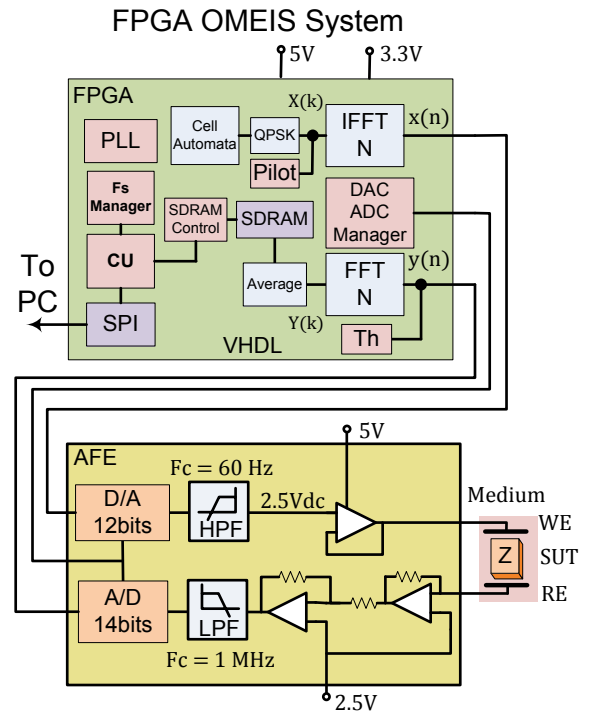 FPGA OMEIS System
5V
3.3V
FPGA
X(k)
x(n)
Cell
Automata
QPSK
IFFT
N
PLL
Pilot
Fs
Manager
SDRAM
Control
SDRAM
DAC
ADC
Manager
To
PC
CU
Average
y(n)
FFT
N
SPI
Y(k)
Th
VHDL
AFE
5V
Fc = 60 Hz
D/A
12bits
HPF
2.5Vdc
Medium
WE
Z
SUT
RE
A/D
14bits
LPF
Fc = 1 MHz
2.5V